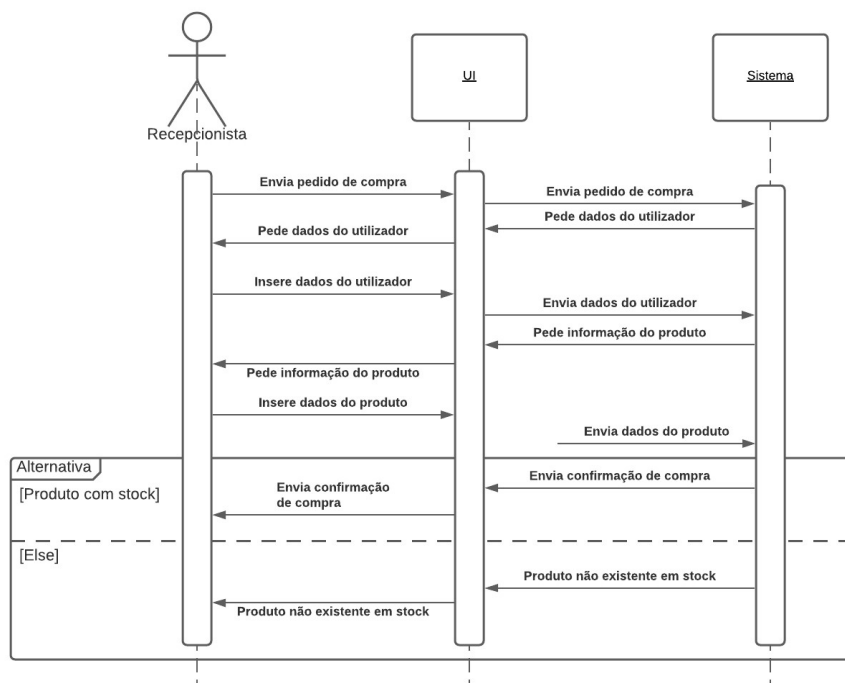 UI
Sistema
Recepcionista
Envia pedido de compra
Envia pedido de compra
Pede dados do utilizador
Pede dados do utilizador
Insere dados do utilizador
Envia dados do utilizador
Pede informação do produto
Pede informação do produto
Insere dados do produto
Envia dados do produto
Alternativa
[Produto com stock]
Envia confirmação de compra
Envia confirmação
de compra
[Else]
Produto não existente em stock
Produto não existente em stock